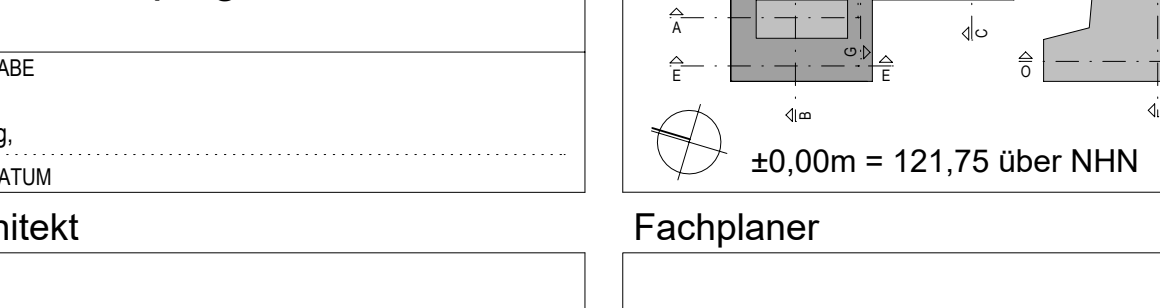 ABE
g,
ATUM
hitekt
A
G
C
E
E
O
B
±0,00m = 121,75 über NHN
Fachplaner